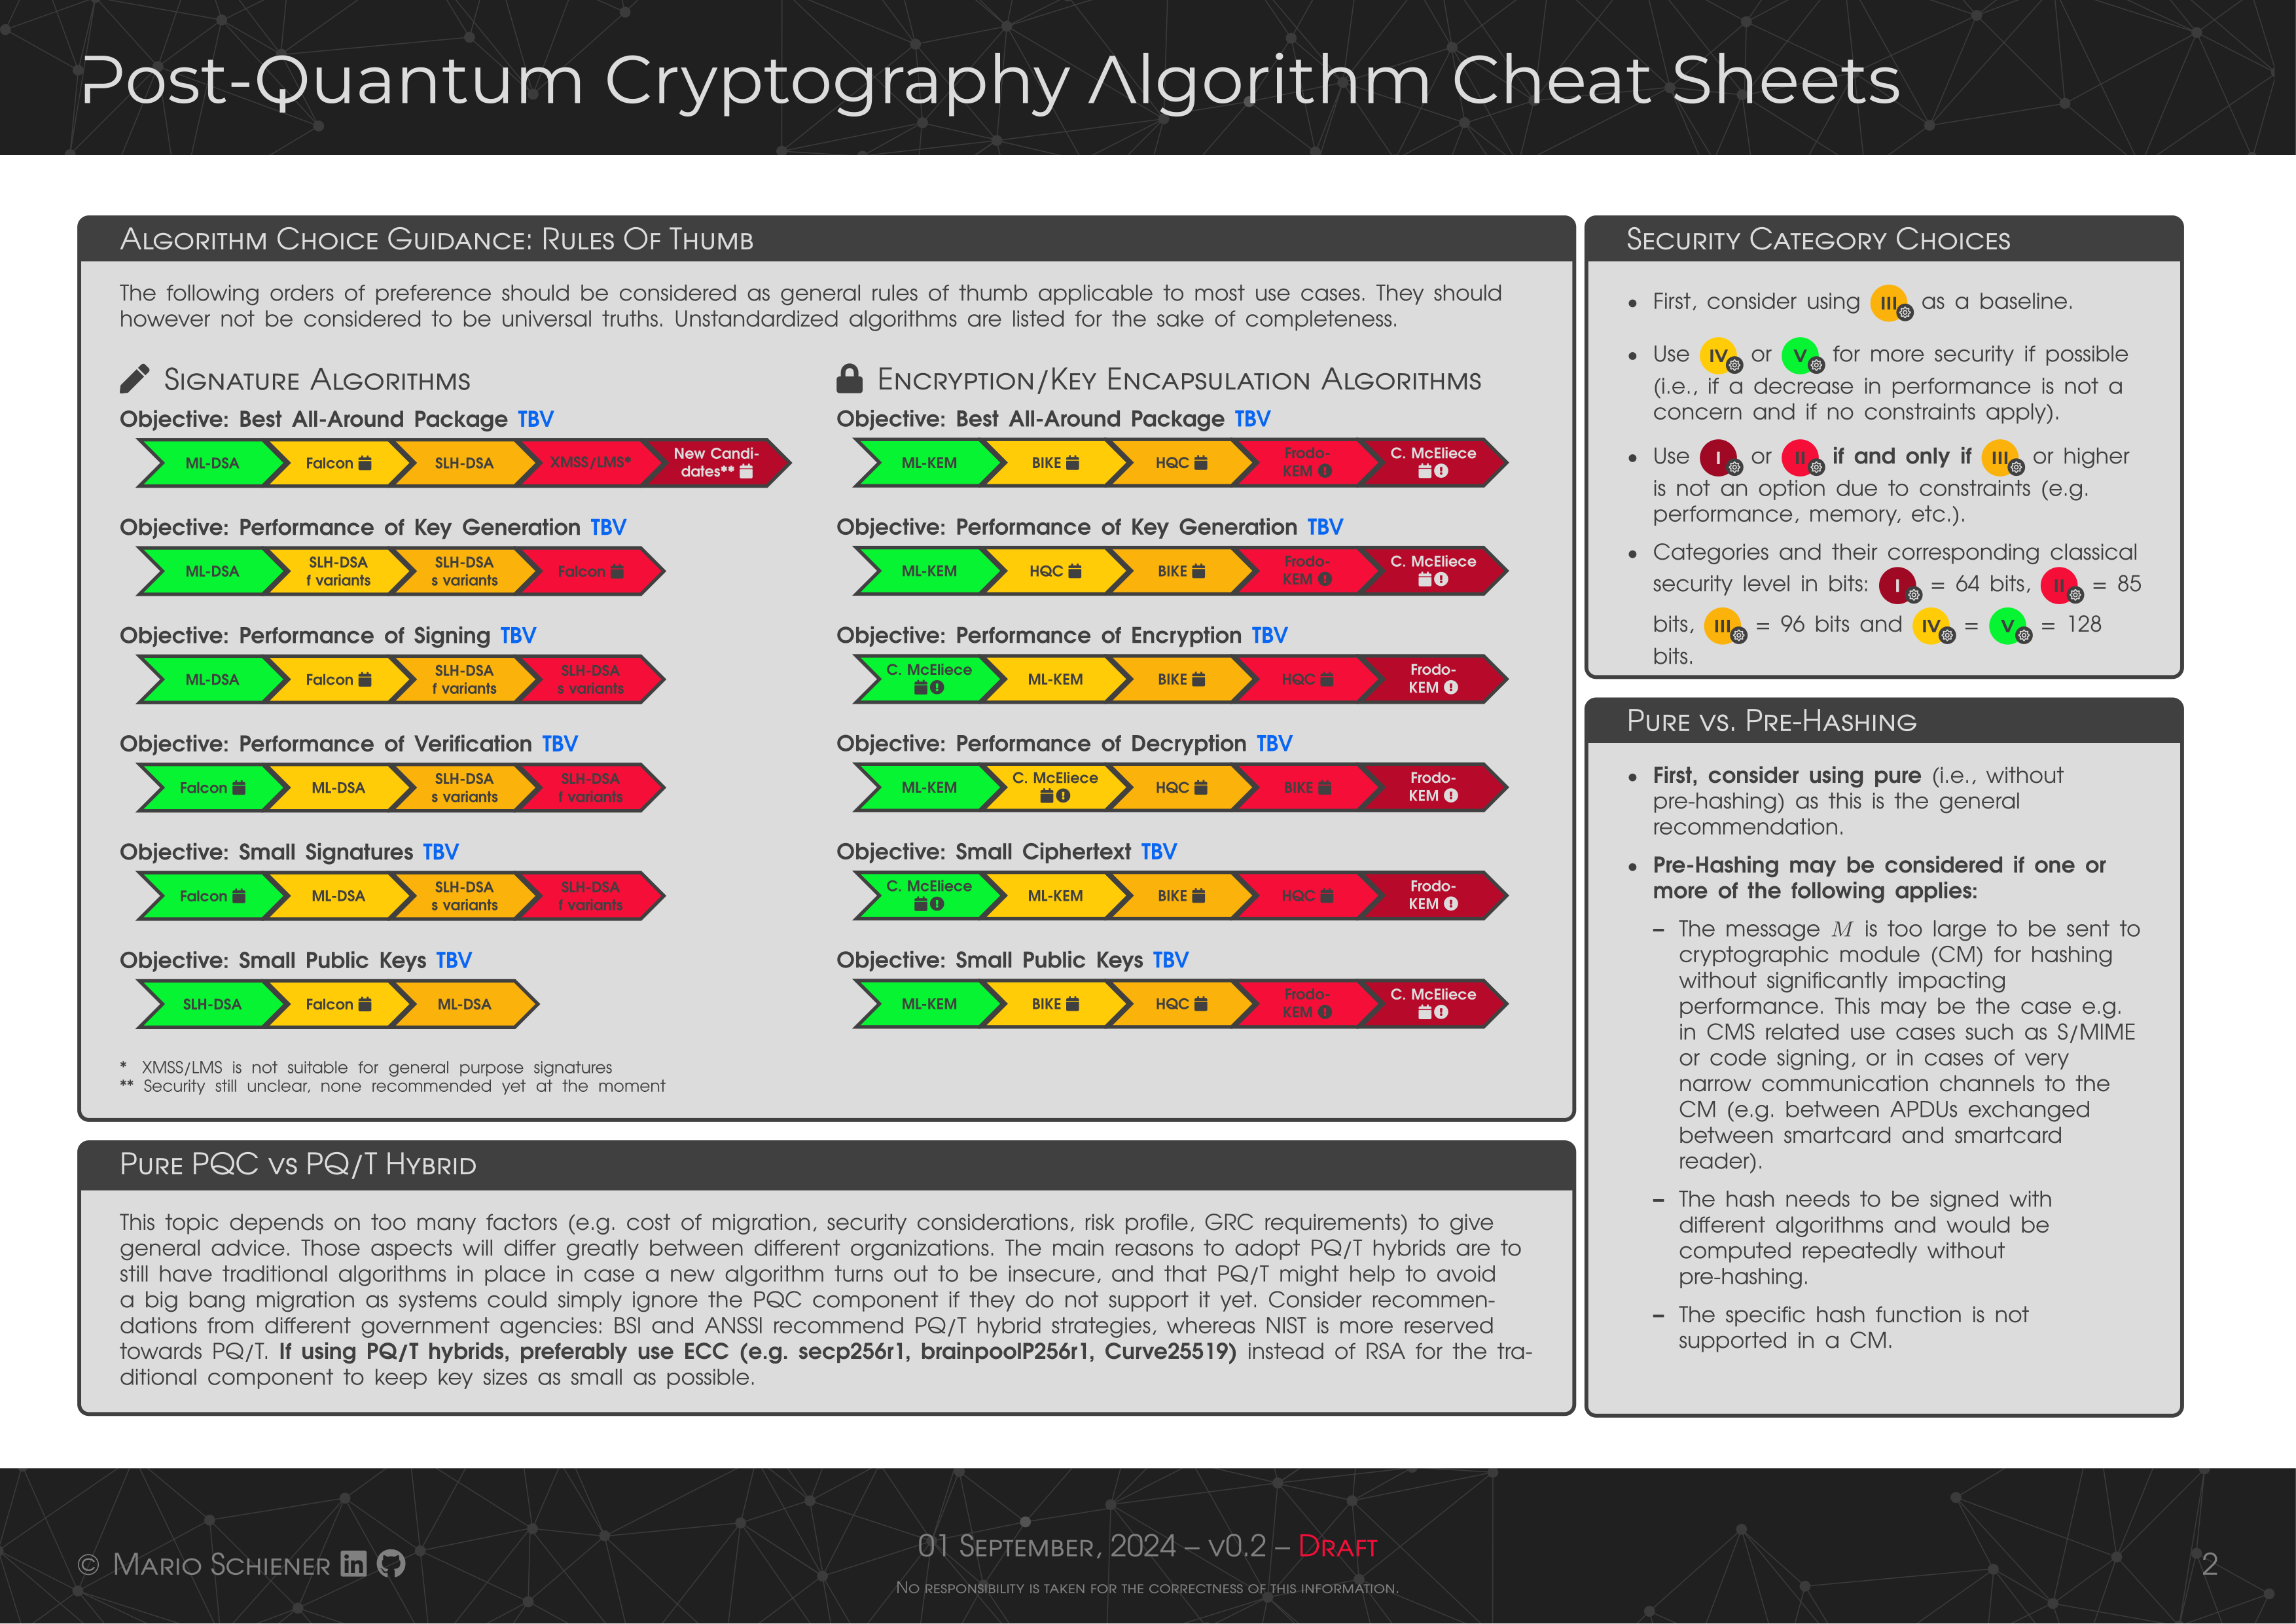 Post-Quantum Cryptography Algorithm Cheat Sheets
Algorithm Choice Guidance: Rules Of Thumb
The following orders of preference should be considered as general rules of thumb applicable to most use cases. They should
however not be considered to be universal truths. Unstandardized algorithms are listed for the sake of completeness.
Signature Algorithms
Objective: Best All-Around Package TBV
ML-DSA
Falcon
SLH-DSA
XMSS/LMS*
New Candi-
dates**
Objective: Performance of Key Generation TBV
ML-DSA
SLH-DSA
f variants
SLH-DSA
s variants
Falcon
Objective: Performance of Signing TBV
ML-DSA
Falcon
SLH-DSA
f variants
SLH-DSA
s variants
Objective: Performance of Verification TBV
Falcon
ML-DSA
SLH-DSA
s variants
SLH-DSA
f variants
Objective: Small Signatures TBV
Falcon
ML-DSA
SLH-DSA
s variants
SLH-DSA
f variants
Objective: Small Public Keys TBV
SLH-DSA
Falcon
ML-DSA
* XMSS/LMS is not suitable for general purpose signatures
** Security still unclear, none recommended yet at the moment
Encryption/Key Encapsulation Algorithms
Objective: Best All-Around Package TBV
ML-KEM
BIKE
HQC
Frodo-
KEM
C. McEliece
Objective: Performance of Key Generation TBV
ML-KEM
HQC
BIKE
Frodo-
KEM
C. McEliece
Objective: Performance of Encryption TBV
C. McEliece
ML-KEM
BIKE
HQC
Frodo-
KEM
Objective: Performance of Decryption TBV
ML-KEM
C. McEliece
HQC
BIKE
Frodo-
KEM
Objective: Small Ciphertext TBV
C. McEliece
ML-KEM
BIKE
HQC
Frodo-
KEM
Objective: Small Public Keys TBV
ML-KEM
BIKE
HQC
Frodo-
KEM
C. McEliece
Pure PQC vs PQ/T Hybrid
This topic depends on too many factors (e.g. cost of migration, security considerations, risk profile, GRC requirements) to give
general advice. Those aspects will differ greatly between different organizations. The main reasons to adopt PQ/T hybrids are to
still have traditional algorithms in place in case a new algorithm turns out to be insecure, and that PQ/T might help to avoid
a big bang migration as systems could simply ignore the PQC component if they do not support it yet. Consider recommen-
dations from different government agencies: BSI and ANSSI recommend PQ/T hybrid strategies, whereas NIST is more reserved
towards PQ/T. If using PQ/T hybrids, preferably use ECC (e.g. secp256r1, brainpoolP256r1, Curve25519) instead of RSA for the tra-
ditional component to keep key sizes as small as possible.
Security Category Choices
• First, consider using III as a baseline.
• Use IV or V for more security if possible
(i.e., if a decrease in performance is not a
concern and if no constraints apply).
• Use I or II if and only if III or higher
is not an option due to constraints (e.g.
performance, memory, etc.).
• Categories and their corresponding classical
security level in bits: I = 64 bits, II = 85
bits, III = 96 bits and IV = V = 128
bits.
Pure vs. Pre-Hashing
• First, consider using pure (i.e., without
pre-hashing) as this is the general
recommendation.
• Pre-Hashing may be considered if one or
more of the following applies:
– The message M is too large to be sent to
cryptographic module (CM) for hashing
without significantly impacting
performance. This may be the case e.g.
in CMS related use cases such as S/MIME
or code signing, or in cases of very
narrow communication channels to the
CM (e.g. between APDUs exchanged
between smartcard and smartcard
reader).
– The hash needs to be signed with
different algorithms and would be
computed repeatedly without
pre-hashing.
– The specific hash function is not
supported in a CM.
© Mario Schiener
01 September, 2024 – v0.2 – Draft
No responsibility is taken for the correctness of this information.
2